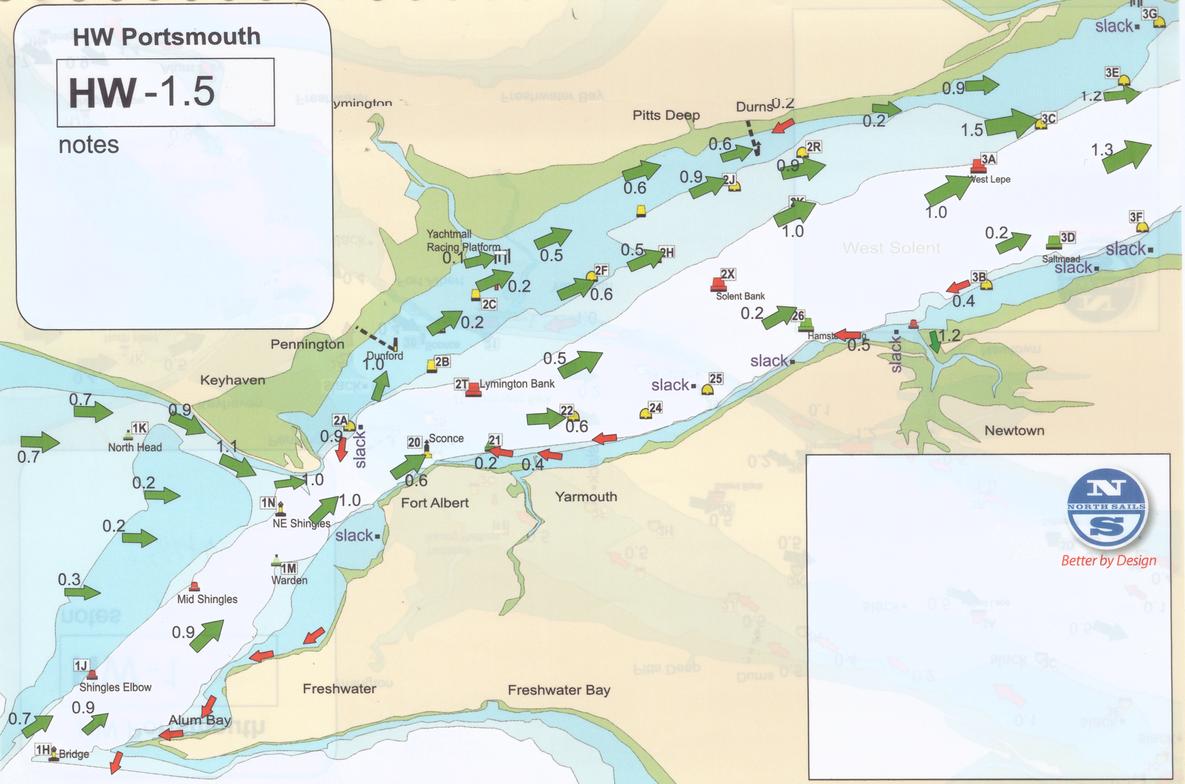 HW Portsmouth
HW -1.5
notes
ymington
Pitts Deep
Durns
0.2
0.9
0.2
1.5
3C
1.2
3E
slack
3G
1.3
0.6
0.6
0.9
2J
0.9
2R
3A
West Lepe
1.0
1.0
West Solent
0.2
3D
Saltmead
slack
3F
slack
3B
0.4
Yachtmall
Racing Platform
0.1
0.5
0.5
2H
0.2
2F
0.6
2C
0.2
2X
Solent Bank
0.2
26
0.5
slack
1.2
Newtown
Pennington
Dunford
1.0
2B
0.5
2T
Lymington Bank
slack
slack
25
24
22
0.6
Keyhaven
0.7
0.7
1K
North Head
0.9
1.1
2A
0.9
slack
20
Sconce
21
0.2
0.4
0.6
Fort Albert
Yarmouth
0.2
0.2
0.3
1.0
1N
NE Shingles
1.0
slack
1M
Warden
Mid Shingles
0.9
1J
Shingles Elbow
0.9
0.7
1H
Bridge
Alum Bay
Freshwater
Freshwater Bay
N
NORTH SAILS
S
Better by Design